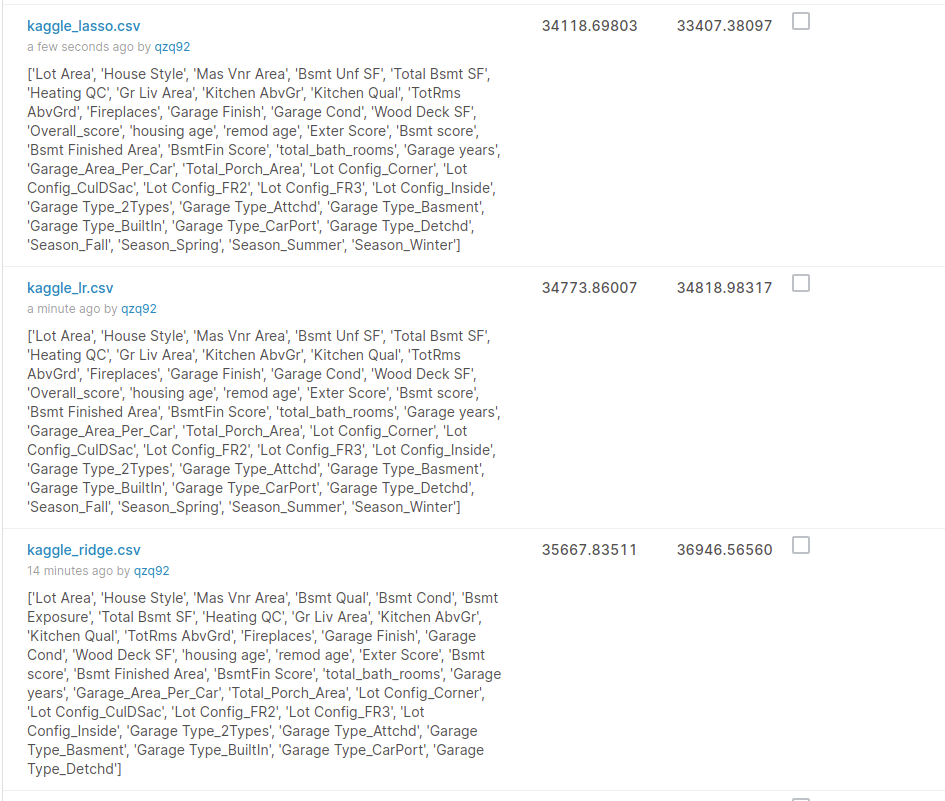 kaggle_lasso.csv 34118.69803 33407.38097
a few seconds ago by qzq92
['Lot Area', 'House Style', 'Mas Vnr Area', 'Bsmt Unf SF', 'Total Bsmt SF',
'Heating QC', 'Gr Liv Area', 'Kitchen AbvGr', 'Kitchen Qual', 'TotRms
AbvGrd', 'Fireplaces', 'Garage Finish', 'Garage Cond', 'Wood Deck SF',
'Overall_score', 'housing age', 'remod age', 'Exter Score', 'Bsmt score',
'Bsmt Finished Area', 'BsmtFin Score', 'total_bath_rooms', 'Garage years',
'Garage_Area_Per_Car', 'Total_Porch_Area', 'Lot Config_Corner', 'Lot
Config_CulDSac', 'Lot Config_FR2', 'Lot Config_FR3', 'Lot Config_Inside',
'Garage Type_2Types', 'Garage Type_Attchd', 'Garage Type_Basment',
'Garage Type_BuiltIn', 'Garage Type_CarPort', 'Garage Type_Detchd',
'Season_Fall', 'Season_Spring', 'Season_Summer', 'Season_Winter']
kaggle_lr.csv 34773.86007 34818.98317
a minute ago by qzq92
['Lot Area', 'House Style', 'Mas Vnr Area', 'Bsmt Unf SF', 'Total Bsmt SF',
'Heating QC', 'Gr Liv Area', 'Kitchen AbvGr', 'Kitchen Qual', 'TotRms
AbvGrd', 'Fireplaces', 'Garage Finish', 'Garage Cond', 'Wood Deck SF',
'Overall_score', 'housing age', 'remod age', 'Exter Score', 'Bsmt score',
'Bsmt Finished Area', 'BsmtFin Score', 'total_bath_rooms', 'Garage years',
'Garage_Area_Per_Car', 'Total_Porch_Area', 'Lot Config_Corner', 'Lot
Config_CulDSac', 'Lot Config_FR2', 'Lot Config_FR3', 'Lot Config_Inside',
'Garage Type_2Types', 'Garage Type_Attchd', 'Garage Type_Basment',
'Garage Type_BuiltIn', 'Garage Type_CarPort', 'Garage Type_Detchd',
'Season_Fall', 'Season_Spring', 'Season_Summer', 'Season_Winter']
kaggle_ridge.csv 35667.83511 36946.56560
14 minutes ago by qzq92
['Lot Area', 'House Style', 'Mas Vnr Area', 'Bsmt Qual', 'Bsmt Cond', 'Bsmt
Exposure', 'Total Bsmt SF', 'Heating QC', 'Gr Liv Area', 'Kitchen AbvGr',
'Kitchen Qual', 'TotRms AbvGrd', 'Fireplaces', 'Garage Finish', 'Garage
Cond', 'Wood Deck SF', 'housing age', 'remod age', 'Exter Score', 'Bsmt
score', 'Bsmt Finished Area', 'BsmtFin Score', 'total_bath_rooms', 'Garage
years', 'Garage_Area_Per_Car', 'Total_Porch_Area', 'Lot Config_Corner',
'Lot Config_CulDSac', 'Lot Config_FR2', 'Lot Config_FR3', 'Lot
Config_Inside', 'Garage Type_2Types', 'Garage Type_Attchd', 'Garage
Type_Basment', 'Garage Type_BuiltIn', 'Garage Type_CarPort', 'Garage
Type_Detchd']